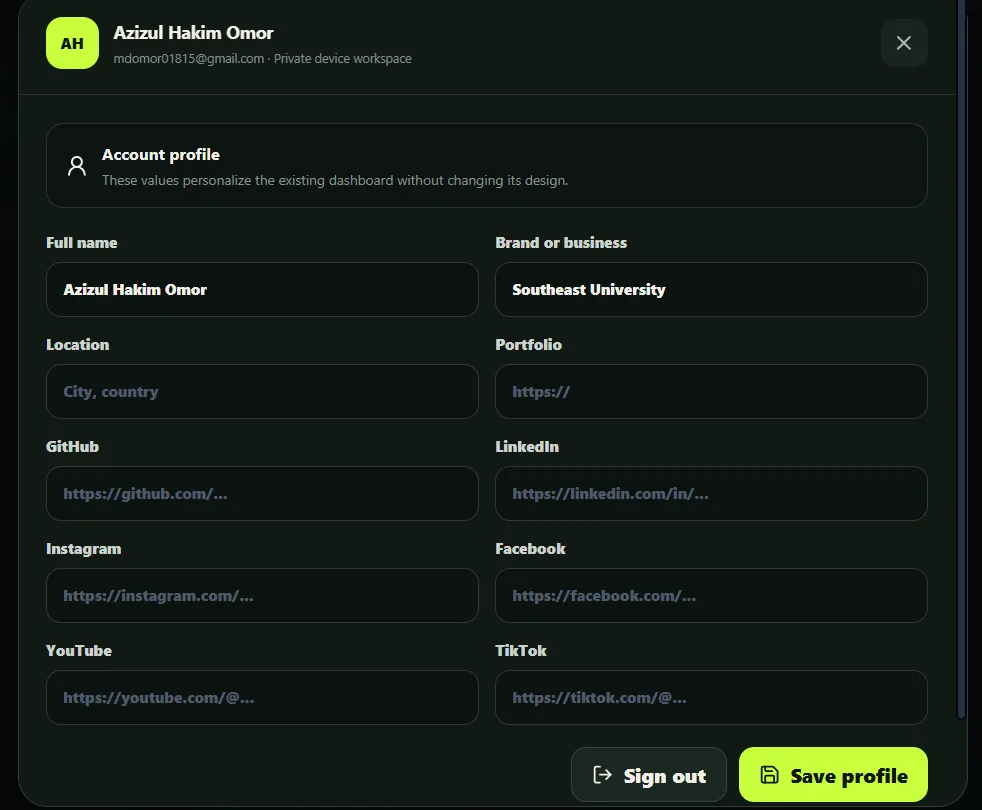 AH
Azizul Hakim Omor
mdomor01815@gmail.com · Private device workspace
Account profile
These values personalize the existing dashboard without changing its design.
Full name
Brand or business
Azizul Hakim Omor
Southeast University
Location
Portfolio
City, country
https://
GitHub
LinkedIn
https://github.com/...
https://linkedin.com/in/...
Instagram
Facebook
https://instagram.com/...
https://facebook.com/...
YouTube
TikTok
https://youtube.com/@...
https://tiktok.com/@...
Sign out
Save profile